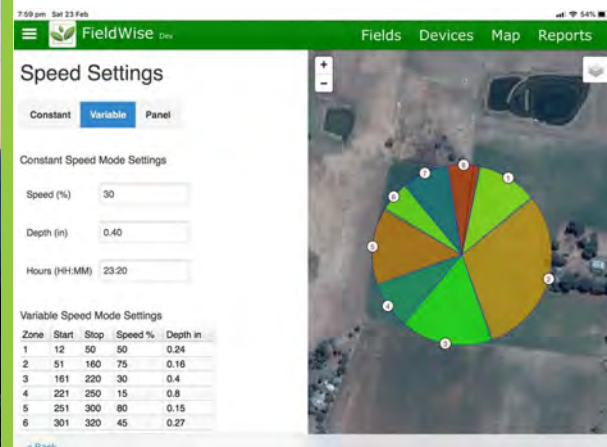 7:59 pm Sat 23 Feb
54%
FieldWise Dev
Fields Devices Map Reports
Speed Settings
Constant Variable Panel
Constant Speed Mode Settings
Speed (%) 30
Depth (in) 0.40
Hours (HH:MM) 23:20
Variable Speed Mode Settings
Zone Start Stop Speed % Depth in
1 12 50 50 0.24
2 51 160 75 0.16
3 161 220 30 0.4
4 221 250 15 0.8
5 251 300 80 0.15
6 301 320 45 0.27
< Back
+
−
8
1
7
6
2
5
4
3